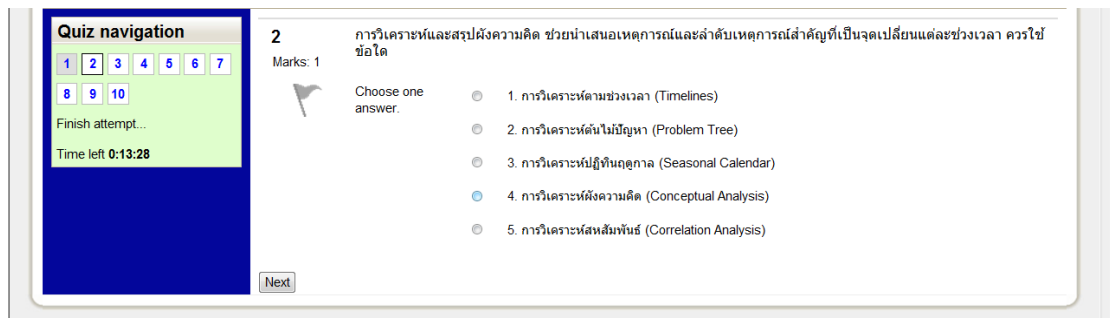 Quiz navigation
1 2 3 4 5 6 7
8 9 10
Finish attempt...
Time left 0:13:28
2
Marks: 1
การวิเคราะห์และสรุปผังความคิด ช่วยนำเสนอเหตุการณ์และลำดับเหตุการณ์สำคัญที่เป็นจุดเปลี่ยนแต่ละช่วงเวลา ควรใช้
ข้อใด
Choose one
answer.
1. การวิเคราะห์ตามช่วงเวลา (Timelines)
2. การวิเคราะห์ต้นไม้ปัญหา (Problem Tree)
3. การวิเคราะห์ปฏิทินฤดูกาล (Seasonal Calendar)
4. การวิเคราะห์ผังความคิด (Conceptual Analysis)
5. การวิเคราะห์สหสัมพันธ์ (Correlation Analysis)
Next